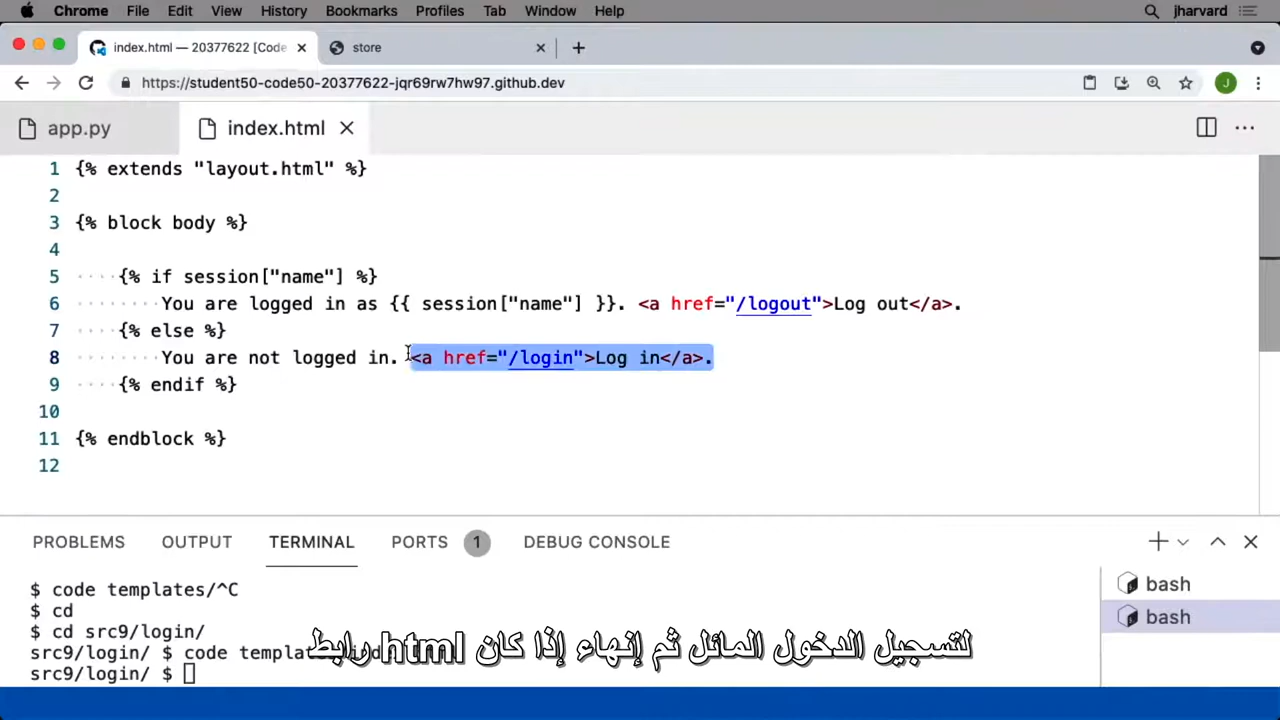 Chrome File Edit View History Bookmarks Profiles Tab Window Help jharvard
index.html — 20377622 [Code store
https://student50-code50-20377622-jqr69rw7hw97.github.dev J
app.py index.html
1 {% extends "layout.html" %}
2
3 {% block body %}
4
5 ····{% if session["name"] %}
6 ········You are logged in as {{ session["name"] }}. <a href="/logout">Log out</a>.
7 ····{% else %}
8 ········You are not logged in. <a href="/login">Log in</a>.
9 ····{% endif %}
10
11 {% endblock %}
12
PROBLEMS OUTPUT TERMINAL PORTS 1 DEBUG CONSOLE
$ code templates/^C
$ cd
$ cd src9/login/
src9/login/ $ code templates/
src9/login/ $
bash
bash
لتسجيل الدخول المائل ثم إنهاء إذا كان html رابط